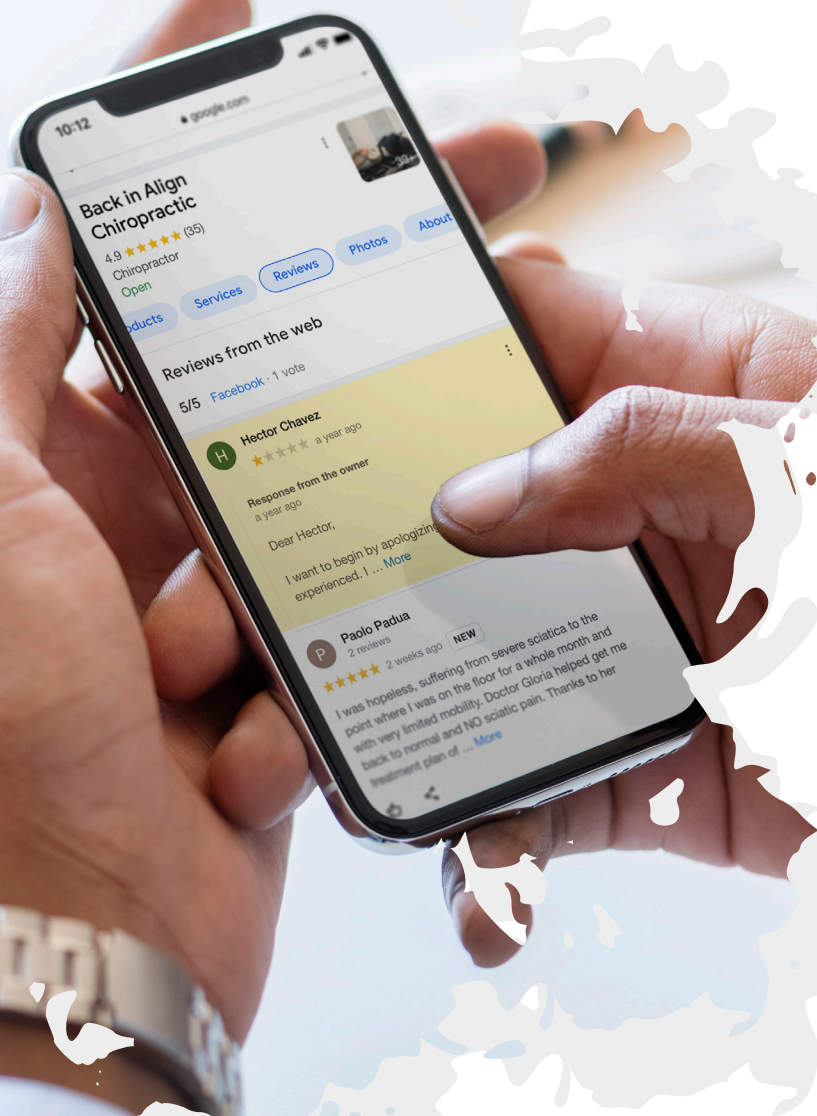 10:12
google.com
Back in Align
Chiropractic
39+
4.9 (35)
Chiropractor
Open
oducts Services Reviews Photos About
Reviews from the web
5/5 Facebook · 1 vote
H Hector Chavez
a year ago
Response from the owner
a year ago
Dear Hector,
I want to begin by apologizing
experienced. I ... More
P Paolo Padua
2 reviews
2 weeks ago NEW
I was hopeless, suffering from severe sciatica to the
point where I was on the floor for a whole month and
with very limited mobility. Doctor Gloria helped get me
back to normal and NO sciatic pain. Thanks to her
treatment plan of ... More